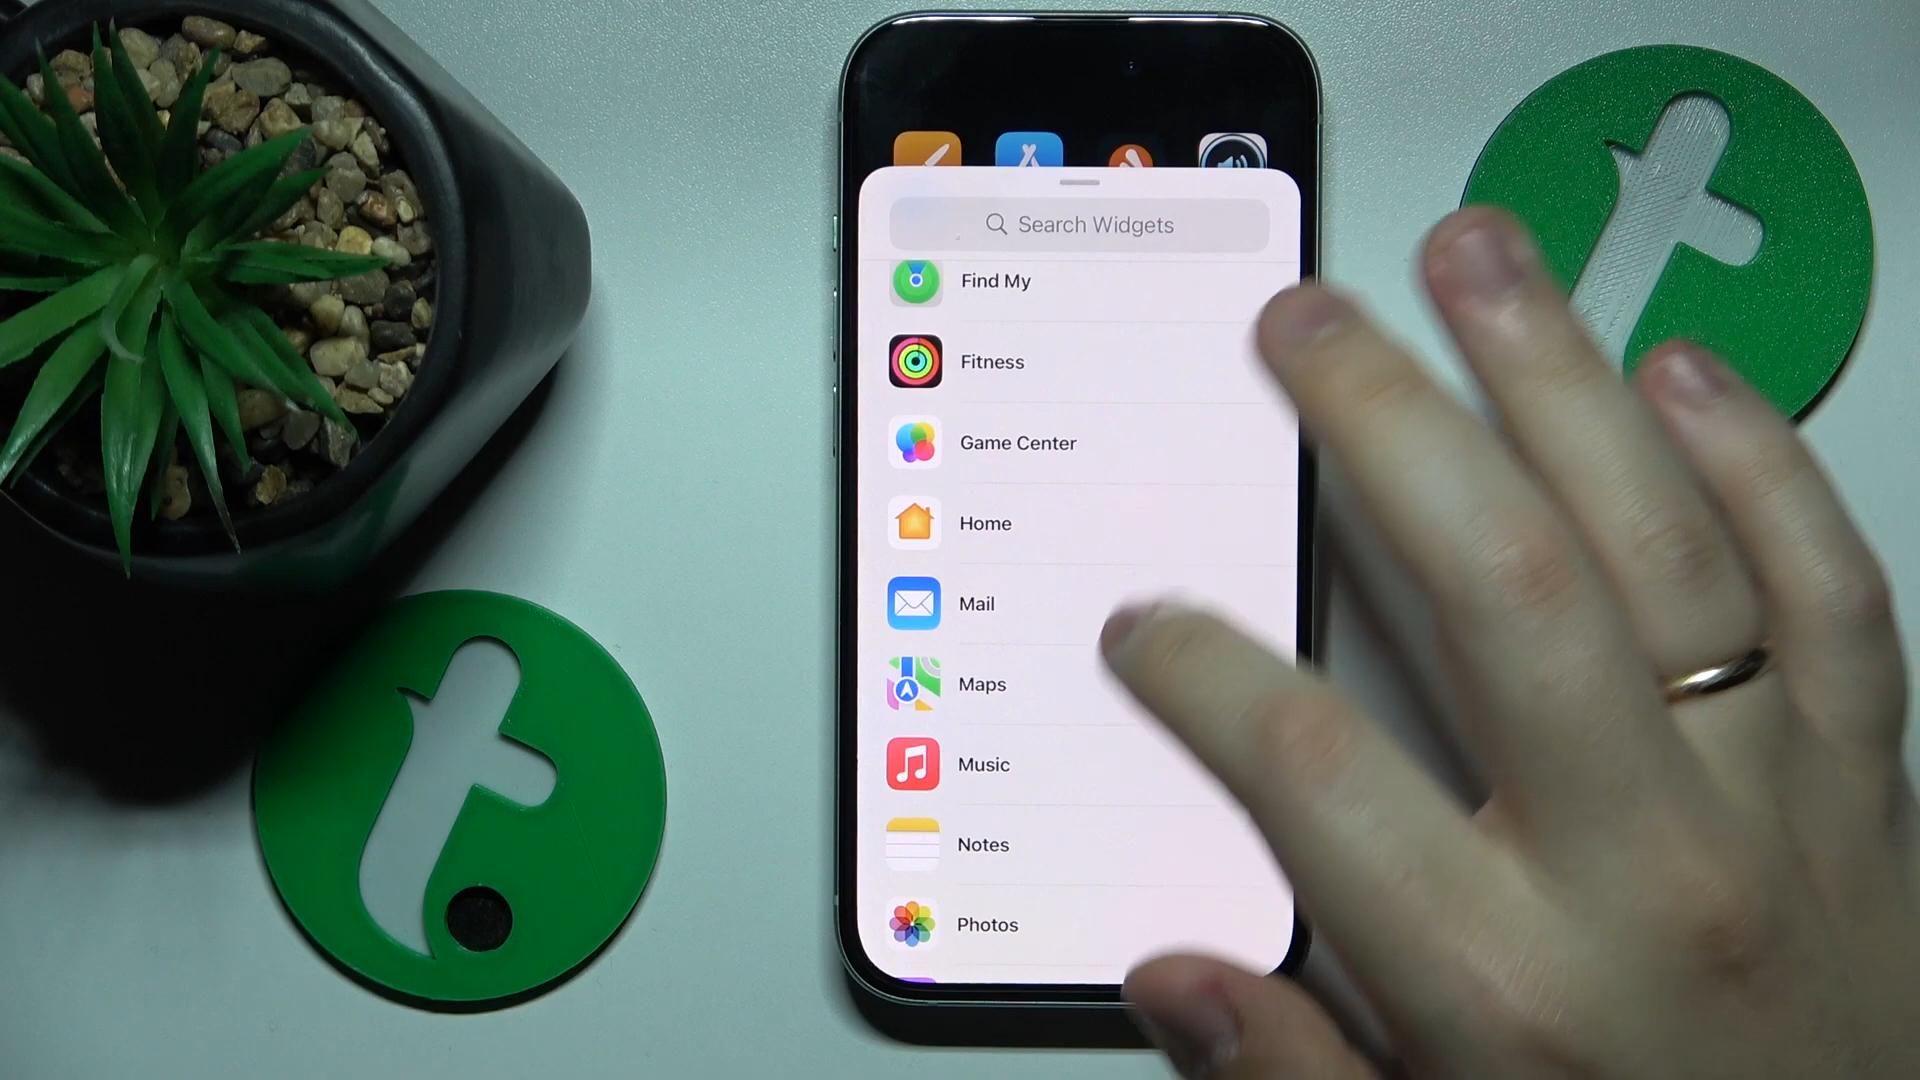 Search Widgets
Find My
Fitness
Game Center
Home
Mail
Maps
Music
Notes
Photos